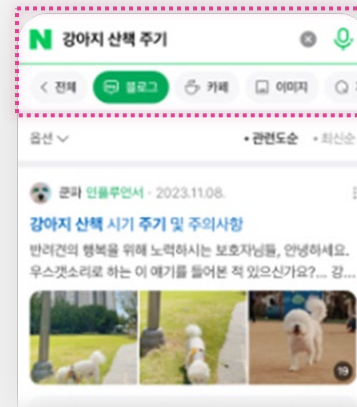 N 강아지 산책 주기
전체 블로그 카페 이미지
옵션 •관련도순 •최신순
쿤파 인플루언서 · 2023.11.08.
강아지 산책 시기 주기 및 주의사항
반려견의 행복을 위해 노력하시는 보호자님들, 안녕하세요.
우스갯소리로 하는 이 얘기를 들어본 적 있으신가요?... 강...
19